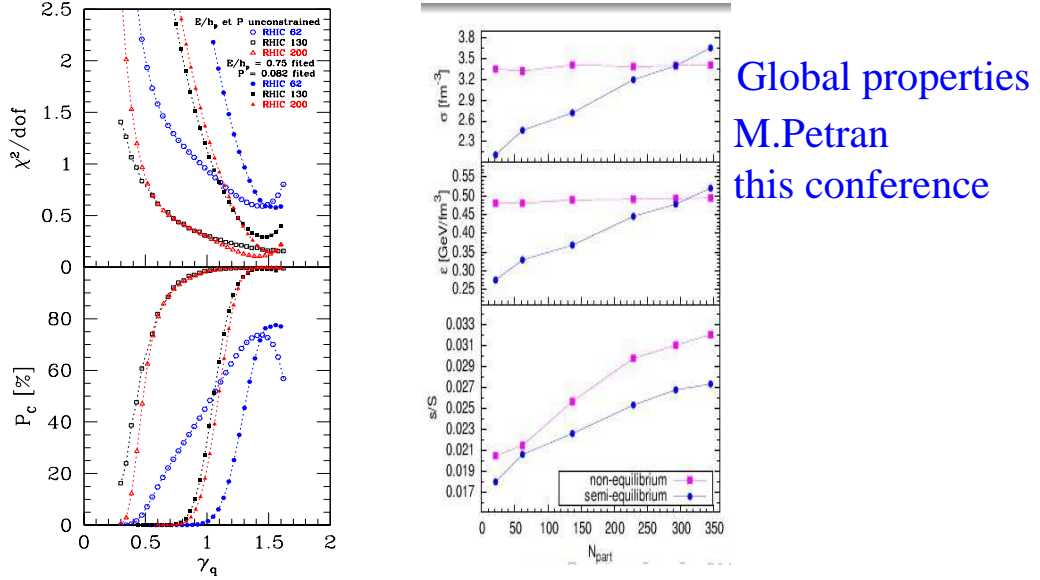 2.5
2
1.5
1
0.5
0
χ²/dof
E/h_p et P unconstrained
RHIC 62
RHIC 130
RHIC 200
E/h_p = 0.75 fited
P = 0.082 fited
RHIC 62
RHIC 130
RHIC 200
80
60
40
20
0
P_C [%]
0 0.5 1 1.5 2
γ_q
3.8
3.5
3.2
2.9
2.6
2.3
σ [fm⁻³]
0.55
0.50
0.45
0.40
0.35
0.30
0.25
ε [GeV/fm³]
0.033
0.031
0.029
0.027
0.025
0.023
0.021
0.019
0.017
s/S
non-equilibrium
semi-equilibrium
0 50 100 150 200 250 300 350
N_part
Global properties
M.Petran
this conference